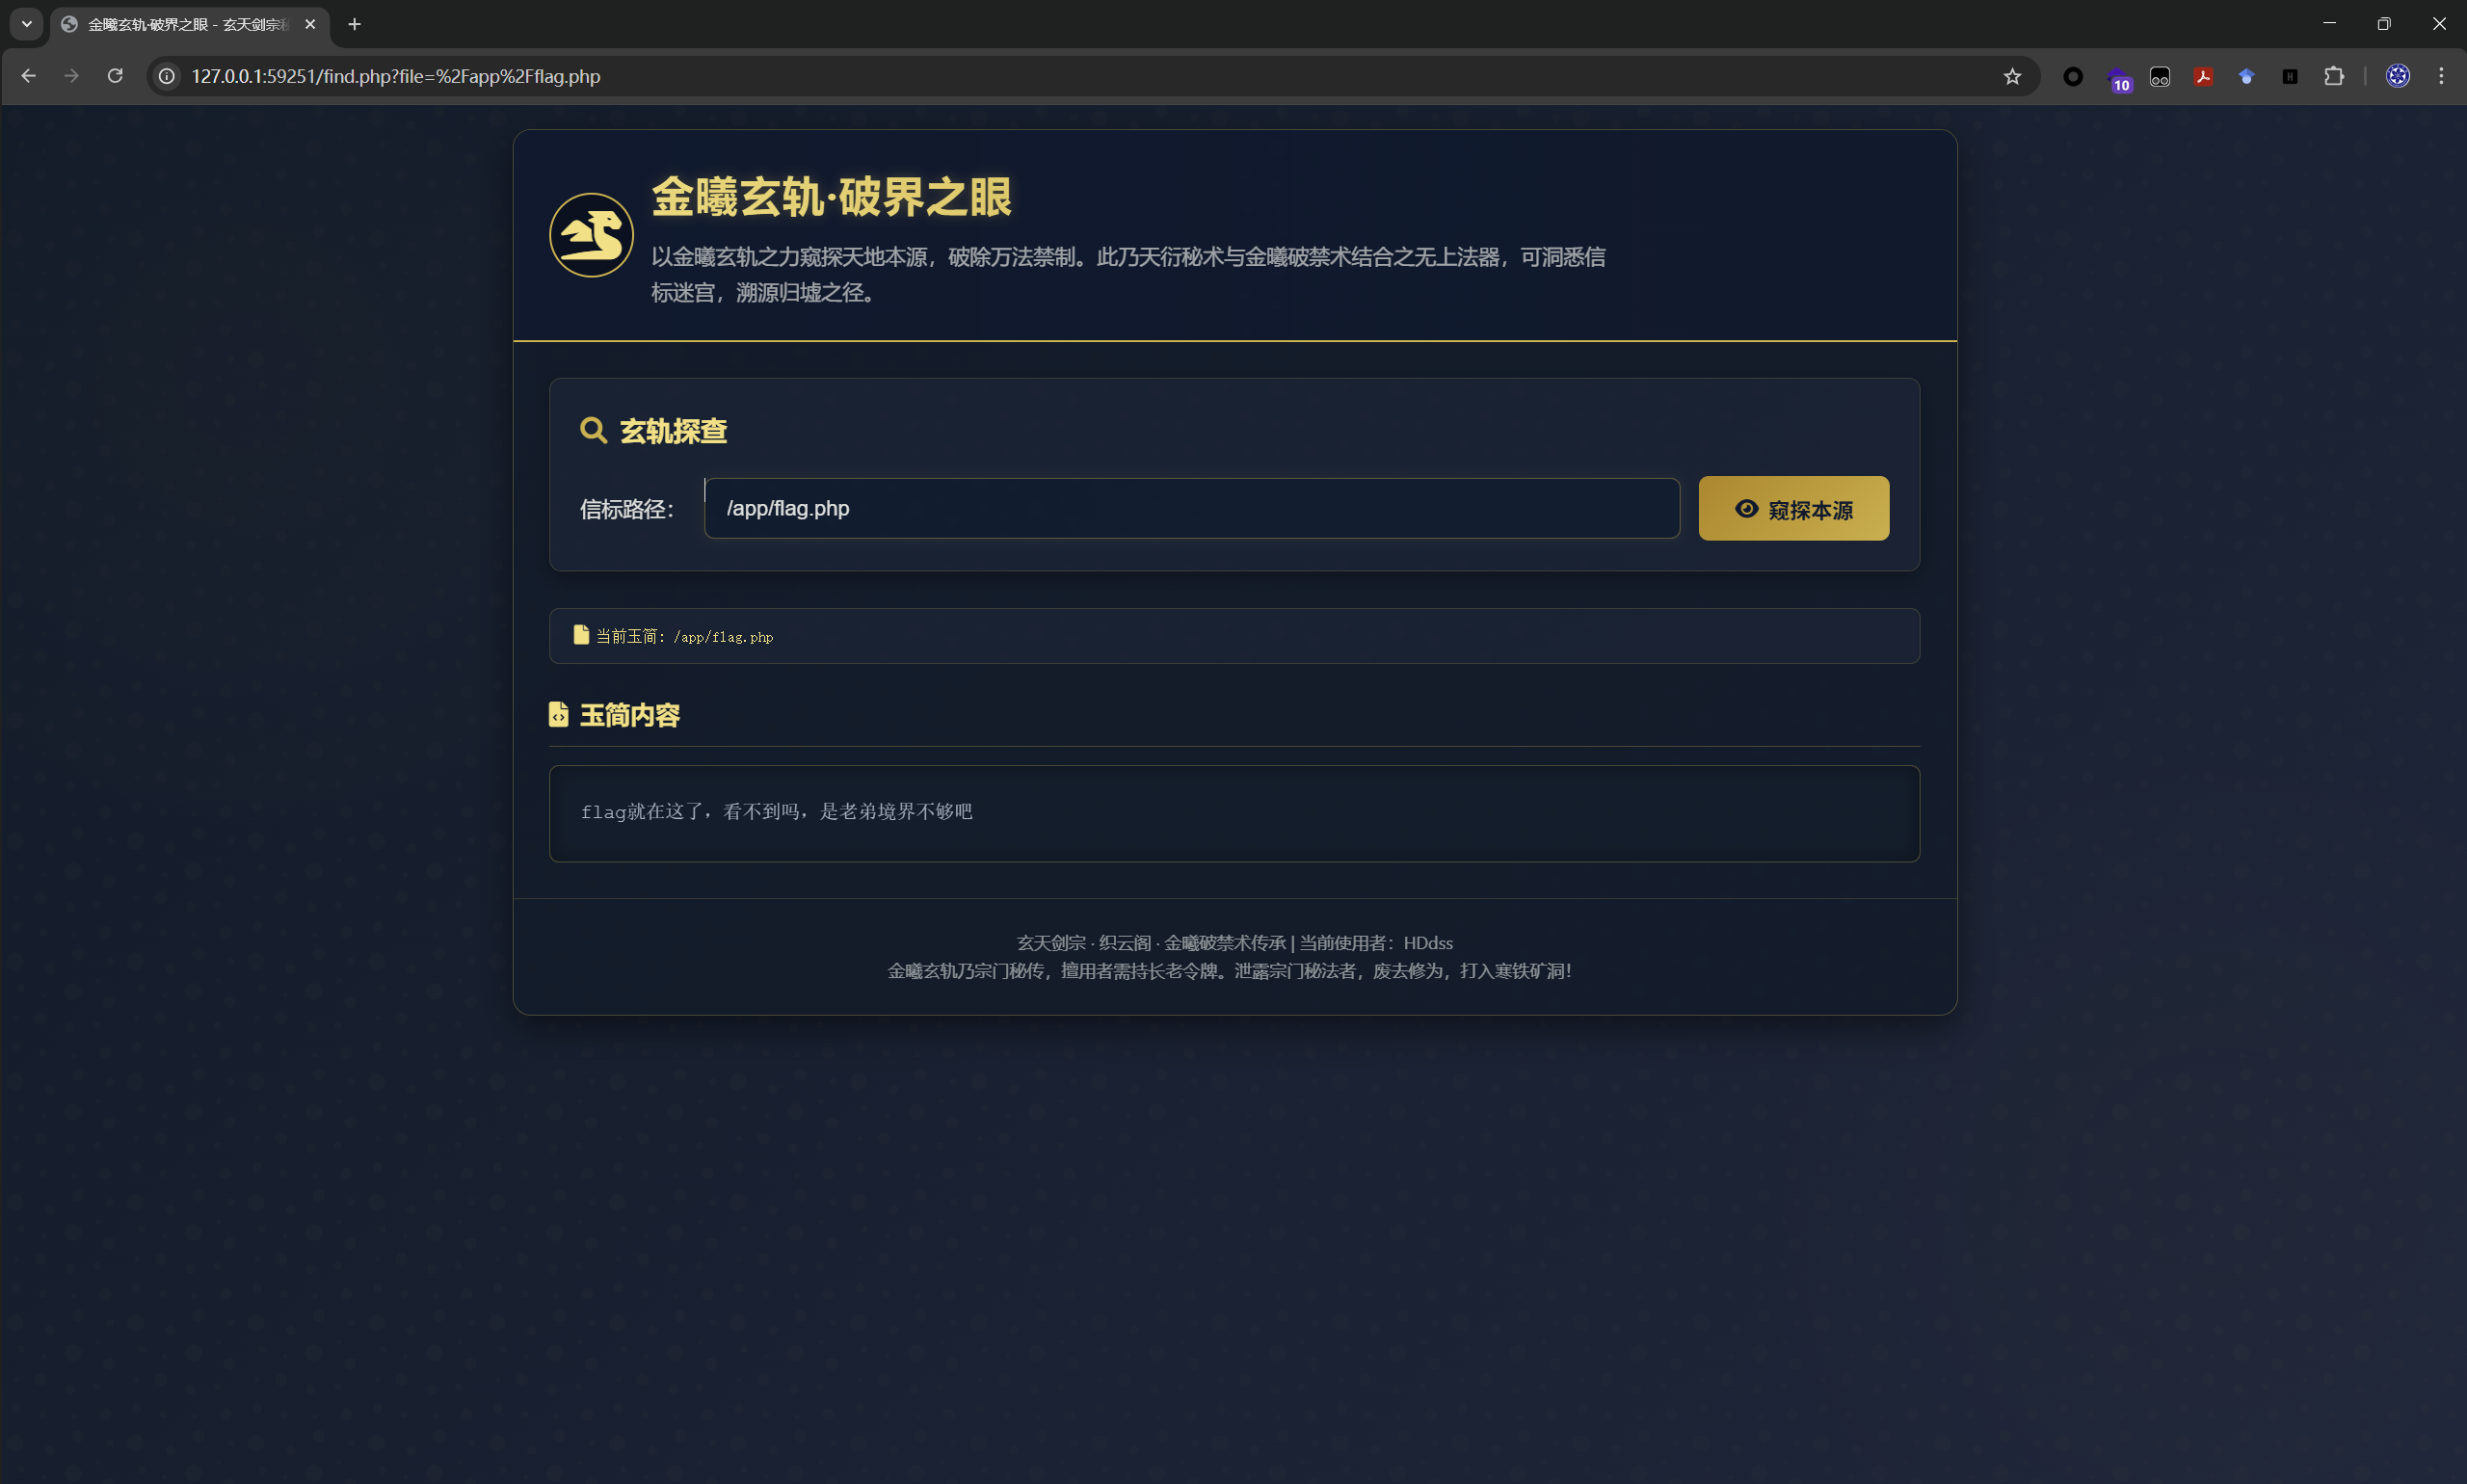 金曦玄轨·破界之眼 - 玄天剑宗
127.0.0.1:59251/find.php?file=%2Fapp%2Fflag.php
10
金曦玄轨·破界之眼
以金曦玄轨之力窥探天地本源，破除万法禁制。此乃天衍秘术与金曦破禁术结合之无上法器，可洞悉信
标迷宫，溯源归墟之径。
玄轨探查
信标路径：
/app/flag.php
窥探本源
当前玉简：/app/flag.php
玉简内容
flag就在这了，看不到吗，是老弟境界不够吧
玄天剑宗 · 织云阁 · 金曦破禁术传承 | 当前使用者：HDdss
金曦玄轨乃宗门秘传，擅用者需持长老令牌。泄露宗门秘法者，废去修为，打入寒铁矿洞！